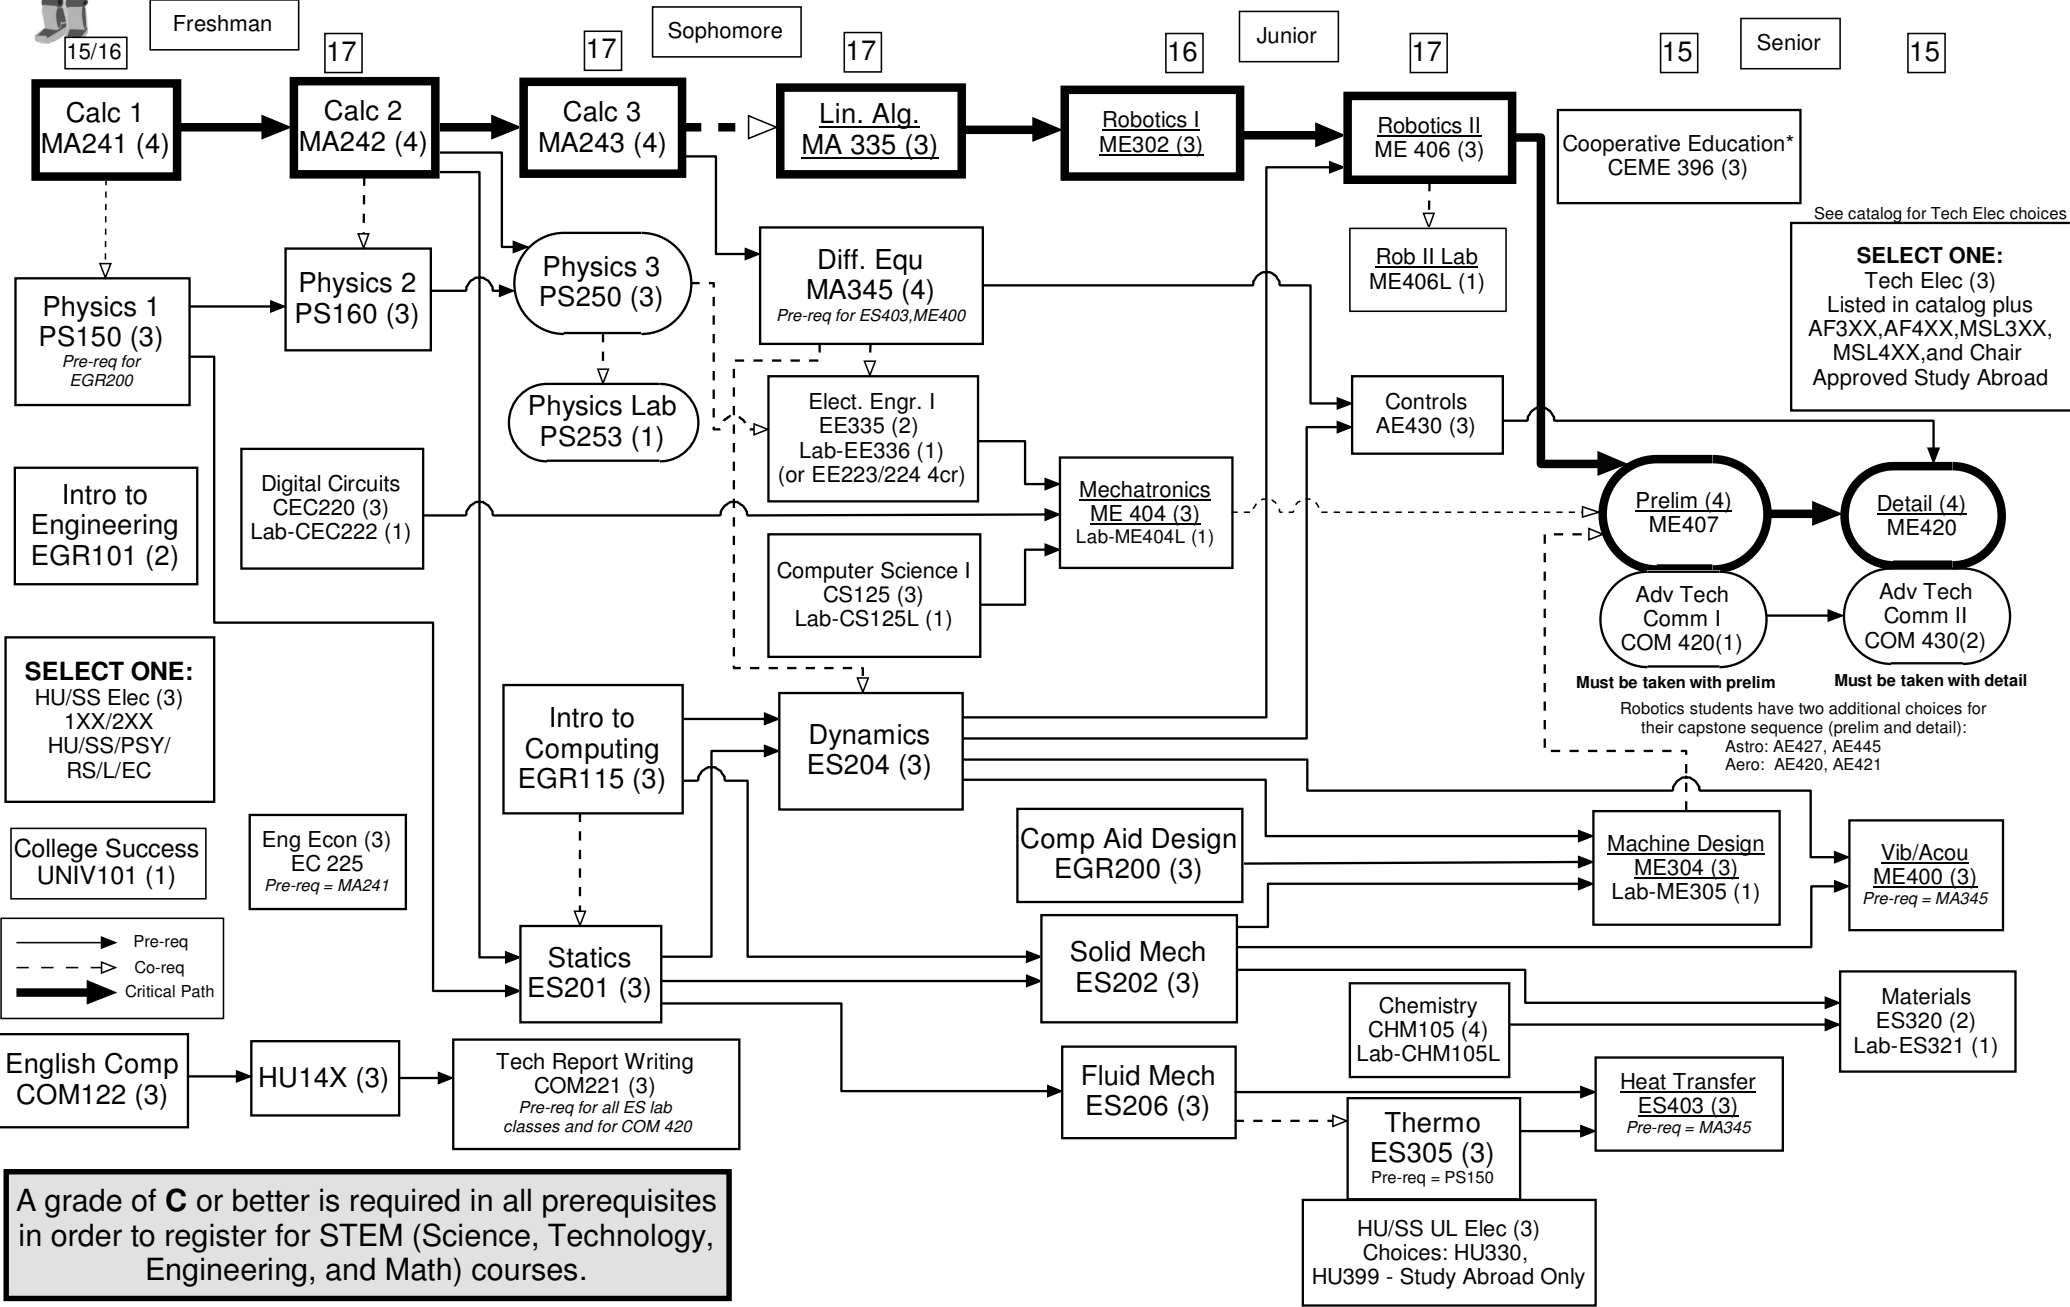 Freshman
Sophomore
Junior
Senior
15/16
17
17
17
16
17
15
15
Calc 1
MA241 (4)
Calc 2
MA242 (4)
Calc 3
MA243 (4)
Lin. Alg.
MA 335 (3)
Robotics I
ME302 (3)
Robotics II
ME 406 (3)
Cooperative Education*
CEME 396 (3)
See catalog for Tech Elec choices
SELECT ONE:
Tech Elec (3)
Listed in catalog plus
AF3XX,AF4XX,MSL3XX,
MSL4XX,and Chair
Approved Study Abroad
Physics 1
PS150 (3)
Pre-req for
EGR200
Physics 2
PS160 (3)
Physics 3
PS250 (3)
Diff. Equ
MA345 (4)
Pre-req for ES403,ME400
Rob II Lab
ME406L (1)
Physics Lab
PS253 (1)
Elect. Engr. I
EE335 (2)
Lab-EE336 (1)
(or EE223/224 4cr)
Controls
AE430 (3)
Intro to
Engineering
EGR101 (2)
Digital Circuits
CEC220 (3)
Lab-CEC222 (1)
Mechatronics
ME 404 (3)
Lab-ME404L (1)
Prelim (4)
ME407
Detail (4)
ME420
Computer Science I
CS125 (3)
Lab-CS125L (1)
Adv Tech
Comm I
COM 420(1)
Adv Tech
Comm II
COM 430(2)
Must be taken with prelim
Must be taken with detail
Robotics students have two additional choices for
their capstone sequence (prelim and detail):
Astro: AE427, AE445
Aero: AE420, AE421
SELECT ONE:
HU/SS Elec (3)
1XX/2XX
HU/SS/PSY/
RS/L/EC
Intro to
Computing
EGR115 (3)
Dynamics
ES204 (3)
College Success
UNIV101 (1)
Eng Econ (3)
EC 225
Pre-req = MA241
Comp Aid Design
EGR200 (3)
Machine Design
ME304 (3)
Lab-ME305 (1)
Vib/Acou
ME400 (3)
Pre-req = MA345
Pre-req
Co-req
Critical Path
Statics
ES201 (3)
Solid Mech
ES202 (3)
Chemistry
CHM105 (4)
Lab-CHM105L
Materials
ES320 (2)
Lab-ES321 (1)
English Comp
COM122 (3)
HU14X (3)
Tech Report Writing
COM221 (3)
Pre-req for all ES lab
classes and for COM 420
Fluid Mech
ES206 (3)
Thermo
ES305 (3)
Pre-req = PS150
Heat Transfer
ES403 (3)
Pre-req = MA345
A grade of C or better is required in all prerequisites
in order to register for STEM (Science, Technology,
Engineering, and Math) courses.
HU/SS UL Elec (3)
Choices: HU330,
HU399 - Study Abroad Only